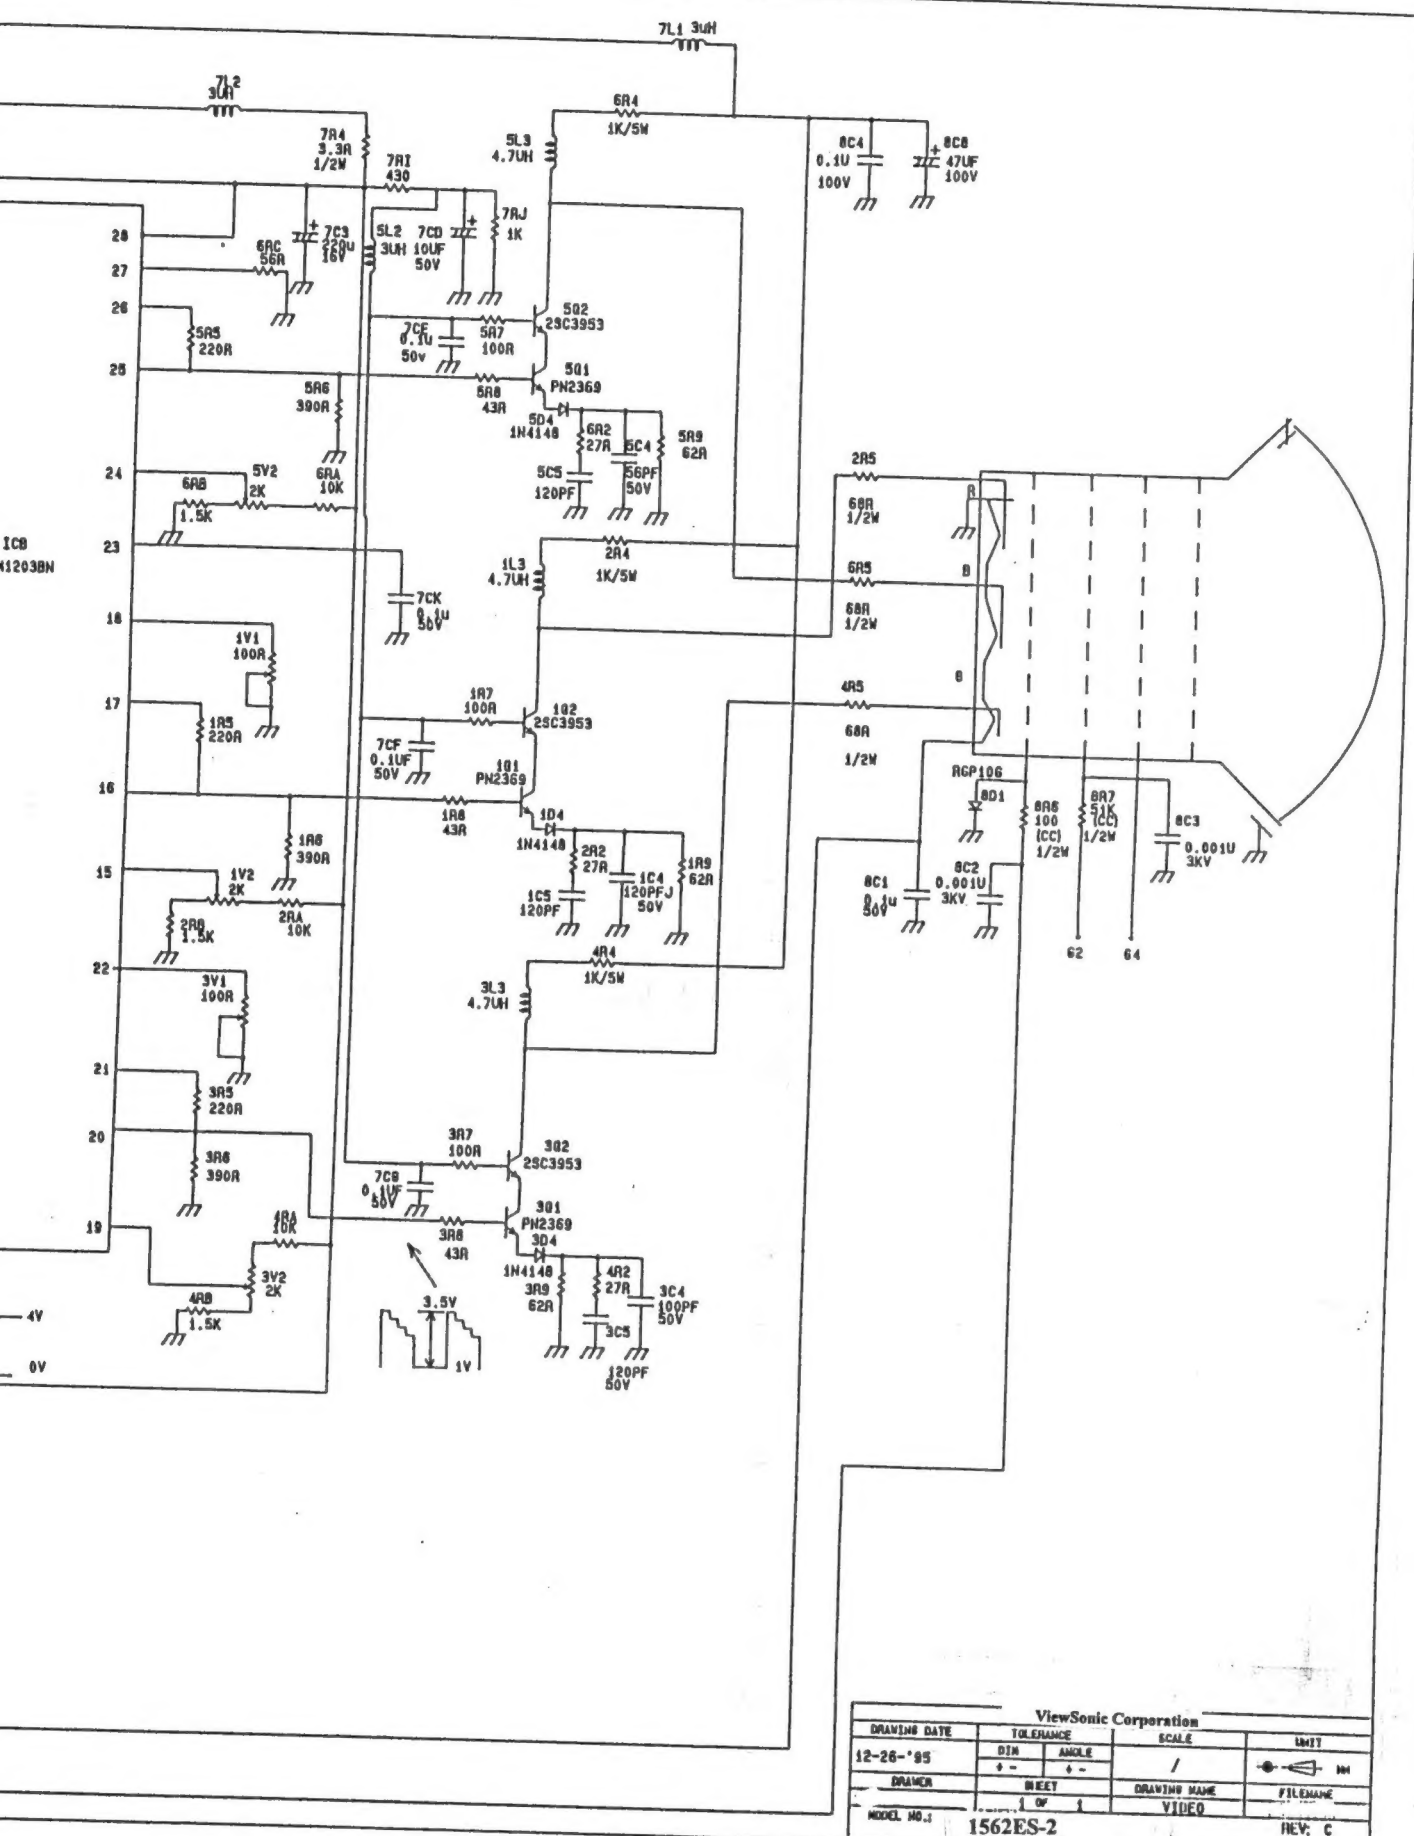 7L1 3uH
7L2
3UH
6R4
1K/5W
7R4
3.3R
1/2W
5L3
4.7UH
8C4
0.1U
100V
8C8
47UF
100V
7RI
430
7RJ
1K
28
27
26
25
24
23
18
17
16
15
22
21
20
19
6RC
56R
7C3
220u
16V
5L2
3UH
7CD
10UF
50V
5R5
220R
7CE
0.1U
50v
5R7
100R
5Q2
2SC3953
5Q1
PN2369
5R6
390R
5R8
43R
5D4
1N4148
6R2
27R
5C4
56PF
50V
5R9
62R
5C5
120PF
6RB
1.5K
5V2
2K
6RA
10K
2R5
68R
1/2W
R
IC8
1L3
4.7UH
2R4
1K/5W
6R5
68R
1/2W
7CK
0.1u
50V
1V1
100R
4R5
68R
1/2W
1R5
220R
1R7
100R
1Q2
2SC3953
7CF
0.1UF
50V
1Q1
PN2369
1R8
43R
1D4
1N4148
1R6
390R
2R2
27R
1C4
120PFJ
50V
1R9
62R
1C5
120PF
1V2
2K
2RB
1.5K
2RA
10K
RGP10G
8D1
8R6
100
(CC)
1/2W
8R7
51K
(CC)
1/2W
8C3
0.001U
3KV
8C1
0.1u
50V
8C2
0.001U
3KV
G2
G4
4R4
1K/5W
3L3
4.7UH
3V1
100R
3R5
220R
3R6
390R
3R7
100R
3Q2
2SC3953
7C9
0.1UF
50V
3Q1
PN2369
3R8
43R
3D4
1N4148
4RA
10K
3V2
2K
4RB
1.5K
3R9
62R
4R2
27R
3C4
100PF
50V
3C5
120PF
50V
3.5V
1V
4V
0V
ViewSonic Corporation
DRAWING DATE TOLERANCE SCALE UNIT
12-26-'95 DIM ANGLE / MM
+ - + -
DRAWER SHEET DRAWING NAME FILENAME
1 OF 1 VIDEO
MODEL NO.: 1562ES-2 REV: C